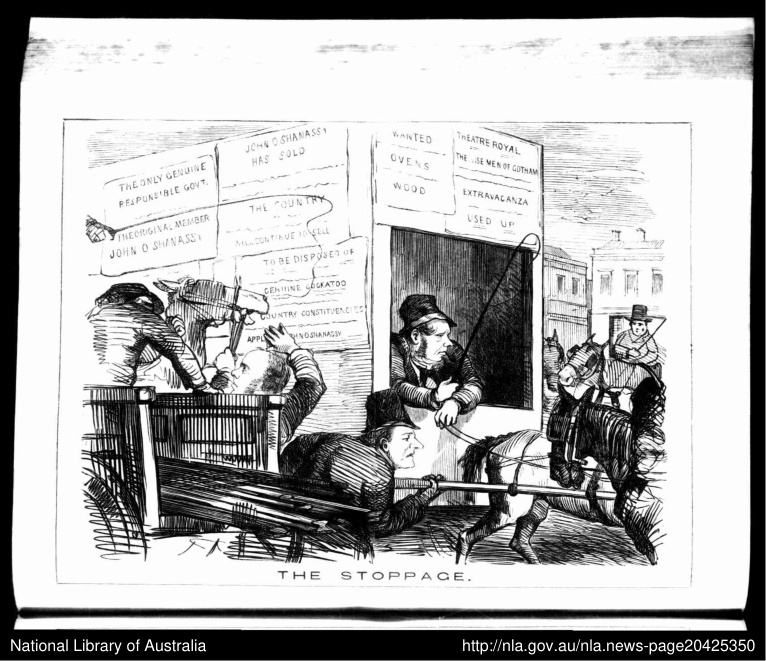 THE ONLY GENUINE
RESPONSIBLE GOVT.
THE ORIGINAL MEMBER
JOHN O SHANASSY
JOHN O SHANASSY
HAS SOLD
THE COUNTRY
CONTINUE TO SELL
TO BE DISPOSED OF
GENUINE COCKATOO
COUNTRY CONSTITUENCIES
JOHN O SHANASSY
WANTED
OVENS
WOOD
THEATRE ROYAL
THE WISE MEN OF GOTHAM
EXTRAVAGANZA
USED UP
THE STOPPAGE.
National Library of Australia
http://nla.gov.au/nla.news-page20425350